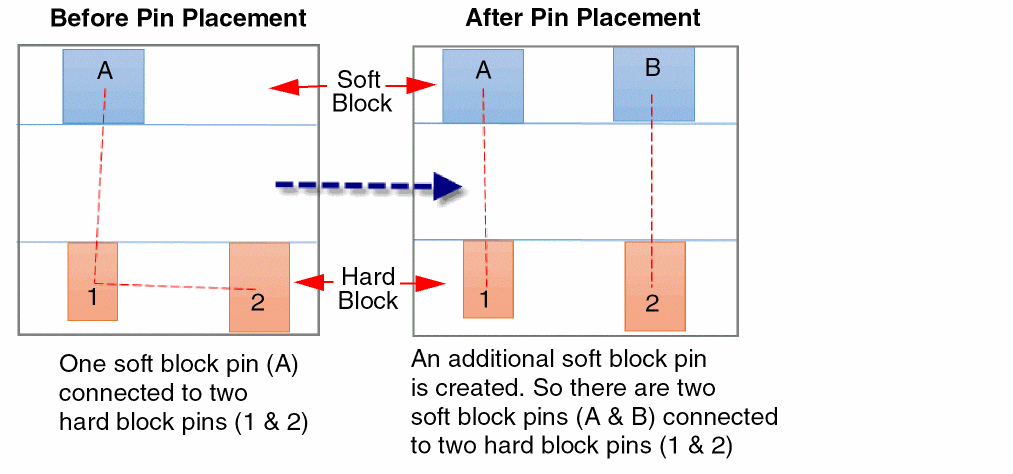 Before Pin Placement
After Pin Placement
A
Soft
Block
A
B
1
2
Hard
Block
1
2
One soft block pin (A)
connected to two
hard block pins (1 & 2)
An additional soft block pin
is created. So there are two
soft block pins (A & B) connected
to two hard block pins (1 & 2)